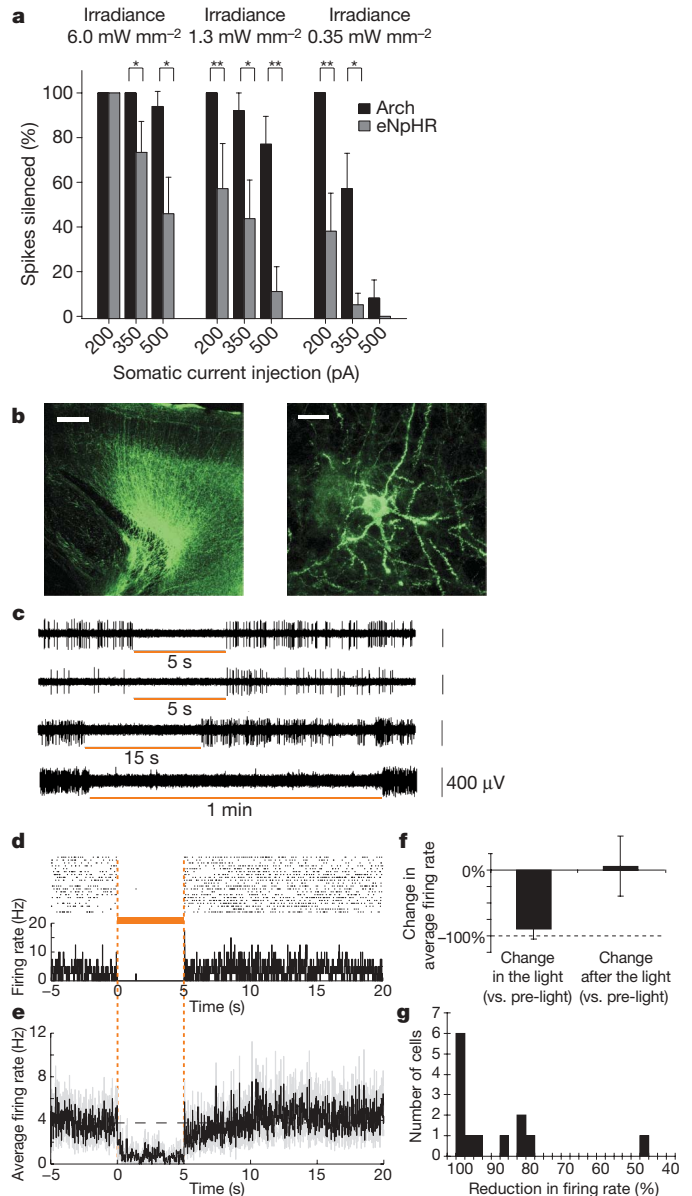 a
Irradiance
6.0 mW mm⁻²
Irradiance
1.3 mW mm⁻²
Irradiance
0.35 mW mm⁻²
* * ** * ** ** *
Spikes silenced (%)
100
80
60
40
20
0
Arch
eNpHR
200 350 500 200 350 500 200 350 500
Somatic current injection (pA)
b
c
5 s
5 s
15 s
400 µV
1 min
d
Firing rate (Hz)
20
10
0
−5 0 5 10 15 20
Time (s)
e
Average firing rate (Hz)
12
8
4
0
−5 0 5 10 15 20
Time (s)
f
Change in
average firing rate
0%
−100%
Change
in the light
(vs. pre-light)
Change
after the light
(vs. pre-light)
g
Number of cells
7
6
5
4
3
2
1
0
100 90 80 70 60 50 40
Reduction in firing rate (%)